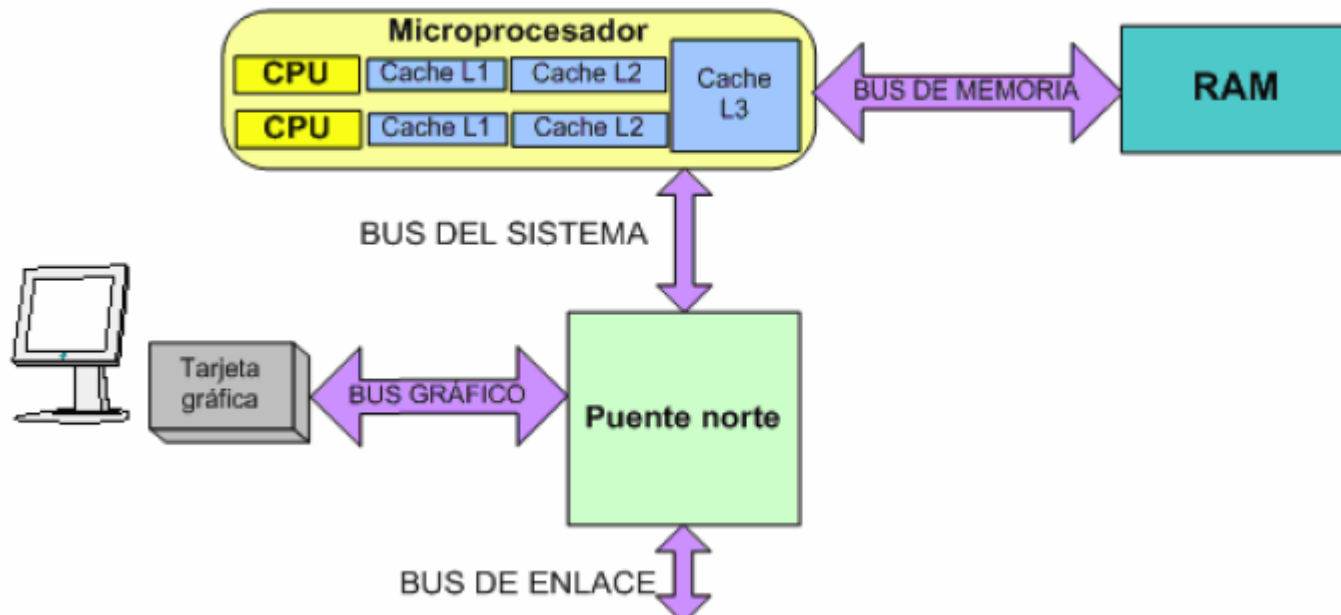 Microprocesador
CPU
Cache L1
Cache L2
Cache
L3
CPU
Cache L1
Cache L2
BUS DE MEMORIA
RAM
BUS DEL SISTEMA
Tarjeta
gráfica
BUS GRÁFICO
Puente norte
BUS DE ENLACE